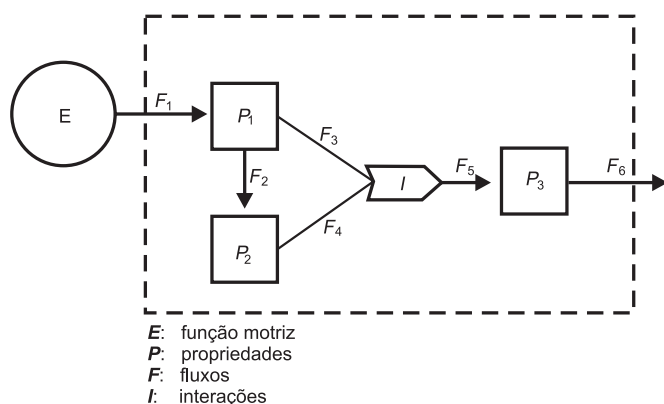 E
F1
P1
F2
P2
F3
F4
I
F5
P3
F6
E: função motriz
P: propriedades
F: fluxos
I: interações